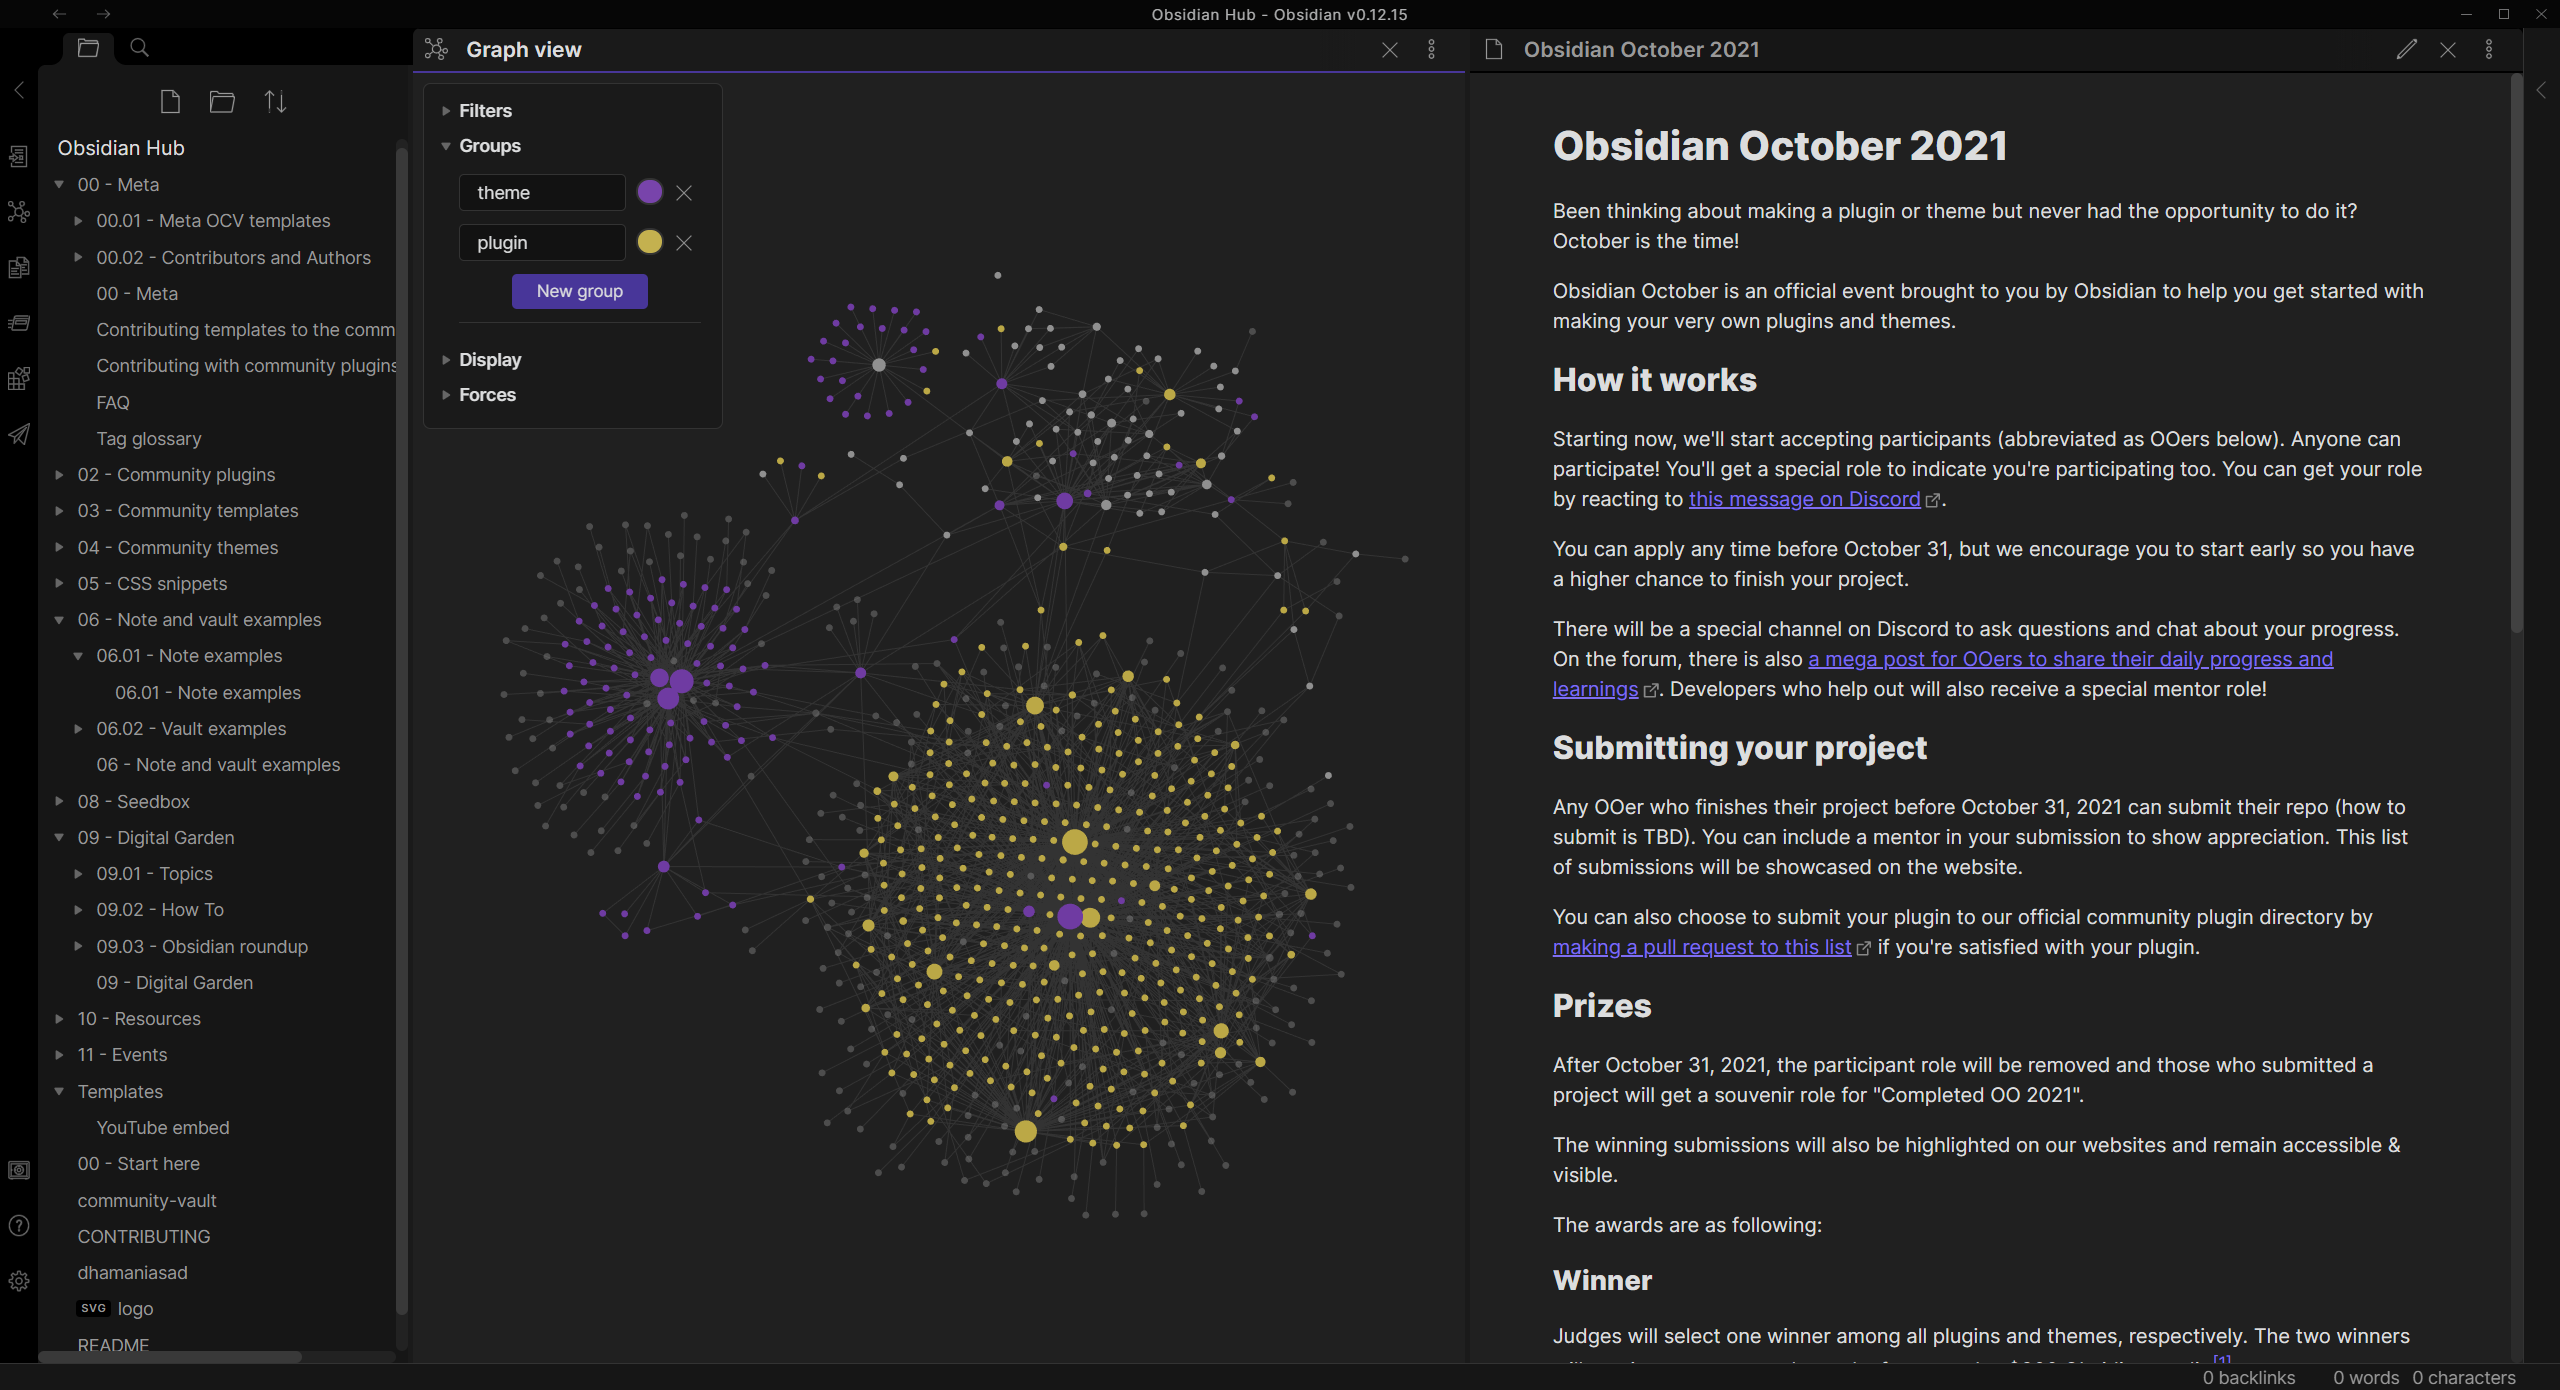 Obsidian Hub - Obsidian v0.12.15
Obsidian Hub
00 - Meta
00.01 - Meta OCV templates
00.02 - Contributors and Authors
00 - Meta
Contributing templates to the comm
Contributing with community plugins
FAQ
Tag glossary
02 - Community plugins
03 - Community templates
04 - Community themes
05 - CSS snippets
06 - Note and vault examples
06.01 - Note examples
06.01 - Note examples
06.02 - Vault examples
06 - Note and vault examples
08 - Seedbox
09 - Digital Garden
09.01 - Topics
09.02 - How To
09.03 - Obsidian roundup
09 - Digital Garden
10 - Resources
11 - Events
Templates
YouTube embed
00 - Start here
community-vault
CONTRIBUTING
dhamaniasad
SVG logo
README
Graph view
Filters
Groups
theme
plugin
New group
Display
Forces
Obsidian October 2021
Obsidian October 2021
Been thinking about making a plugin or theme but never had the opportunity to do it?
October is the time!
Obsidian October is an official event brought to you by Obsidian to help you get started with
making your very own plugins and themes.
How it works
Starting now, we'll start accepting participants (abbreviated as OOers below). Anyone can
participate! You'll get a special role to indicate you're participating too. You can get your role
by reacting to this message on Discord.
You can apply any time before October 31, but we encourage you to start early so you have
a higher chance to finish your project.
There will be a special channel on Discord to ask questions and chat about your progress.
On the forum, there is also a mega post for OOers to share their daily progress and
learnings. Developers who help out will also receive a special mentor role!
Submitting your project
Any OOer who finishes their project before October 31, 2021 can submit their repo (how to
submit is TBD). You can include a mentor in your submission to show appreciation. This list
of submissions will be showcased on the website.
You can also choose to submit your plugin to our official community plugin directory by
making a pull request to this list if you're satisfied with your plugin.
Prizes
After October 31, 2021, the participant role will be removed and those who submitted a
project will get a souvenir role for "Completed OO 2021".
The winning submissions will also be highlighted on our websites and remain accessible &
visible.
The awards are as following:
Winner
Judges will select one winner among all plugins and themes, respectively. The two winners
[1]
0 backlinks
0 words 0 characters